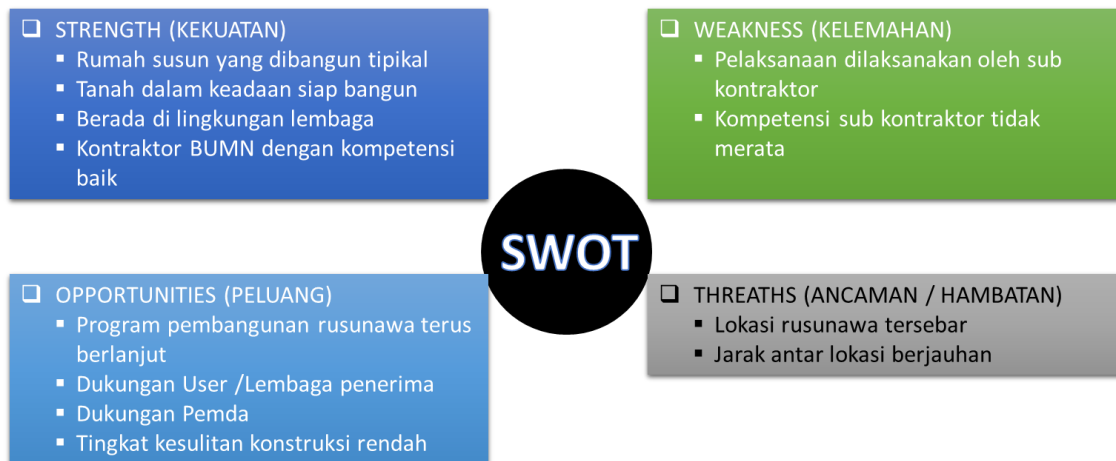 STRENGTH (KEKUATAN)
Rumah susun yang dibangun tipikal
Tanah dalam keadaan siap bangun
Berada di lingkungan lembaga
Kontraktor BUMN dengan kompetensi
baik
WEAKNESS (KELEMAHAN)
Pelaksanaan dilaksanakan oleh sub
kontraktor
Kompetensi sub kontraktor tidak
merata
SWOT
OPPORTUNITIES (PELUANG)
Program pembangunan rusunawa terus
berlanjut
Dukungan User /Lembaga penerima
Dukungan Pemda
Tingkat kesulitan konstruksi rendah
THREATHS (ANCAMAN / HAMBATAN)
Lokasi rusunawa tersebar
Jarak antar lokasi berjauhan